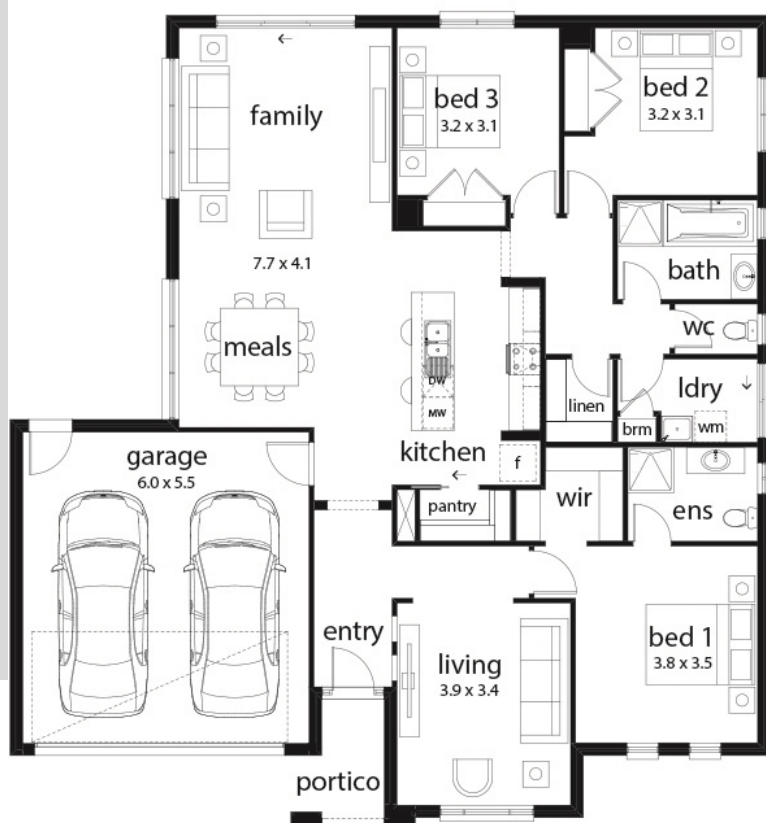 family
bed 3
3.2 x 3.1
bed 2
3.2 x 3.1
7.7 x 4.1
bath
wc
meals
DW
MW
linen
ldry
brm
wm
kitchen
f
garage
6.0 x 5.5
pantry
wir
ens
entry
living
3.9 x 3.4
bed 1
3.8 x 3.5
portico